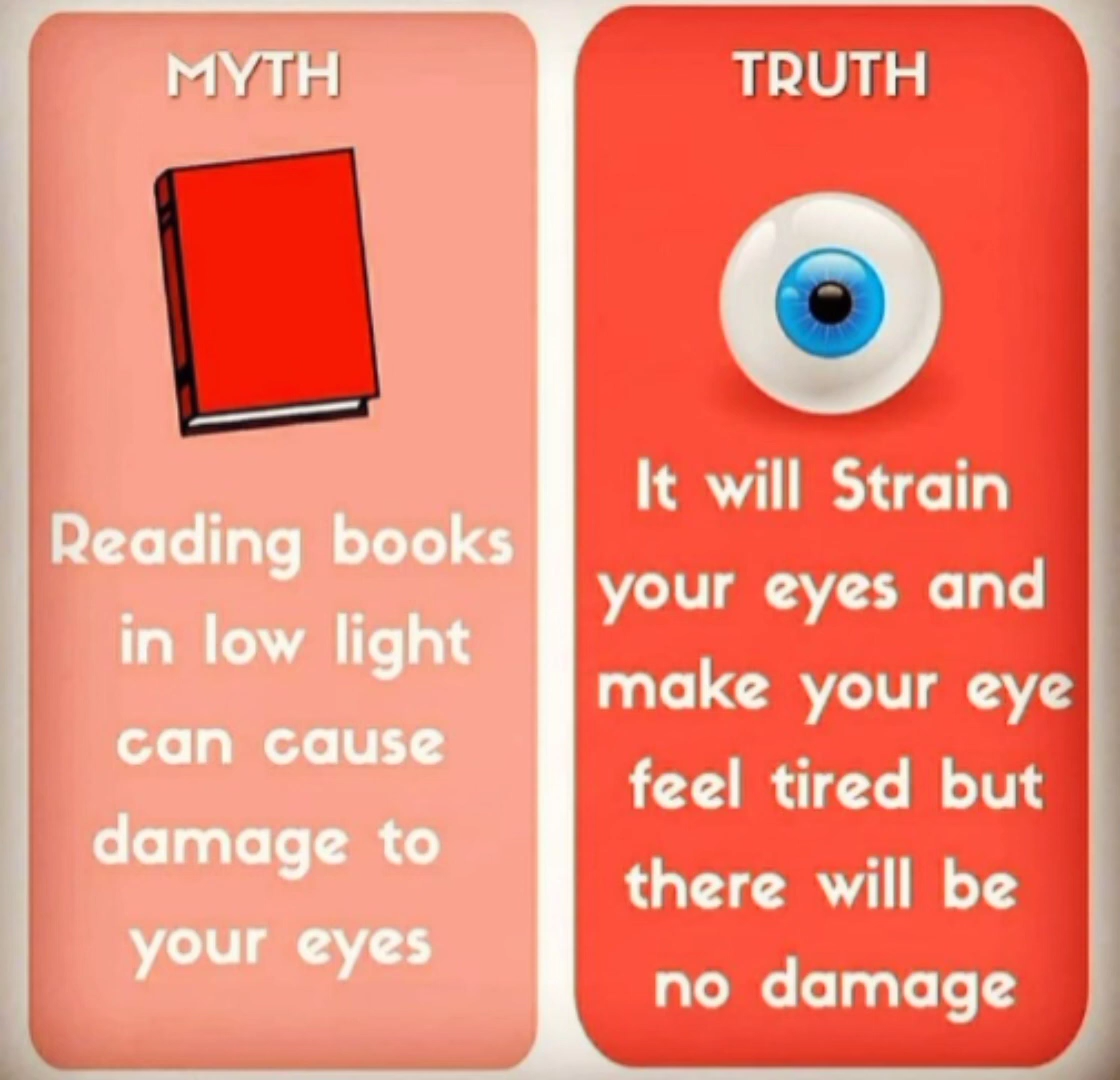 MYTH
Reading books
in low light
can cause
damage to
your eyes
TRUTH
It will Strain
your eyes and
make your eye
feel tired but
there will be
no damage